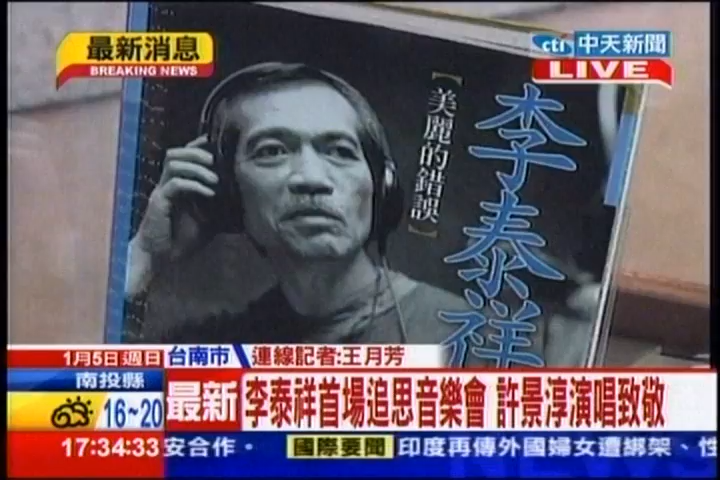 最新消息
BREAKING NEWS
cti 中天新聞
LIVE
李泰祥
【美麗的錯誤】
1月5日 週日
台南市
連線記者:王月芳
南投縣
16~20
最新
李泰祥首場追思音樂會 許景淳演唱致敬
17:34:33
安合作。
國際要聞
印度再傳外國婦女遭綁架、性
NEWS